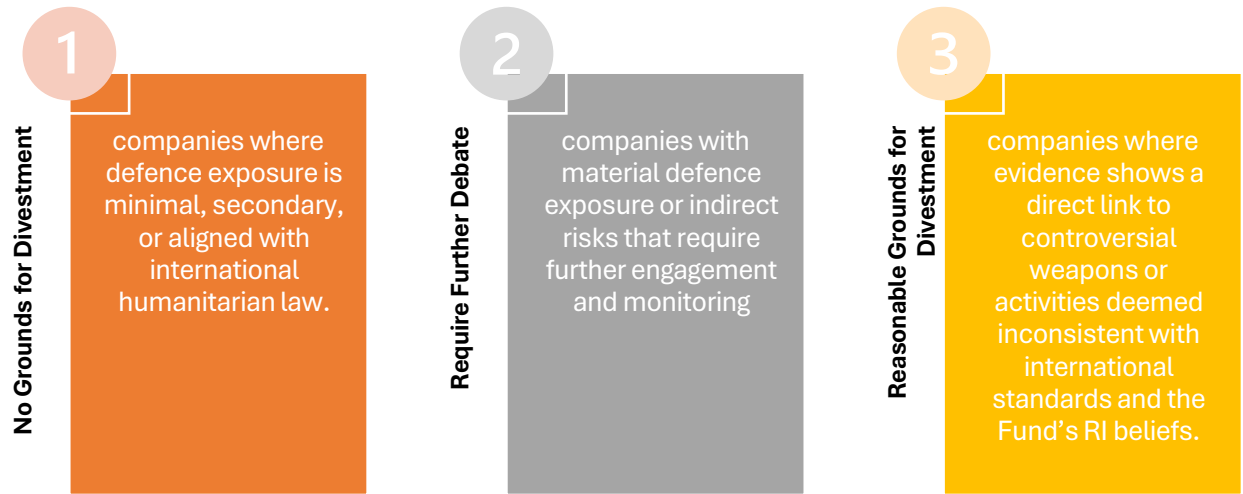 1
No Grounds for Divestment
companies where
defence exposure is
minimal, secondary,
or aligned with
international
humanitarian law.
2
Require Further Debate
companies with
material defence
exposure or indirect
risks that require
further engagement
and monitoring
3
Reasonable Grounds for
Divestment
companies where
evidence shows a
direct link to
controversial
weapons or
activities deemed
inconsistent with
international
standards and the
Fund’s RI beliefs.